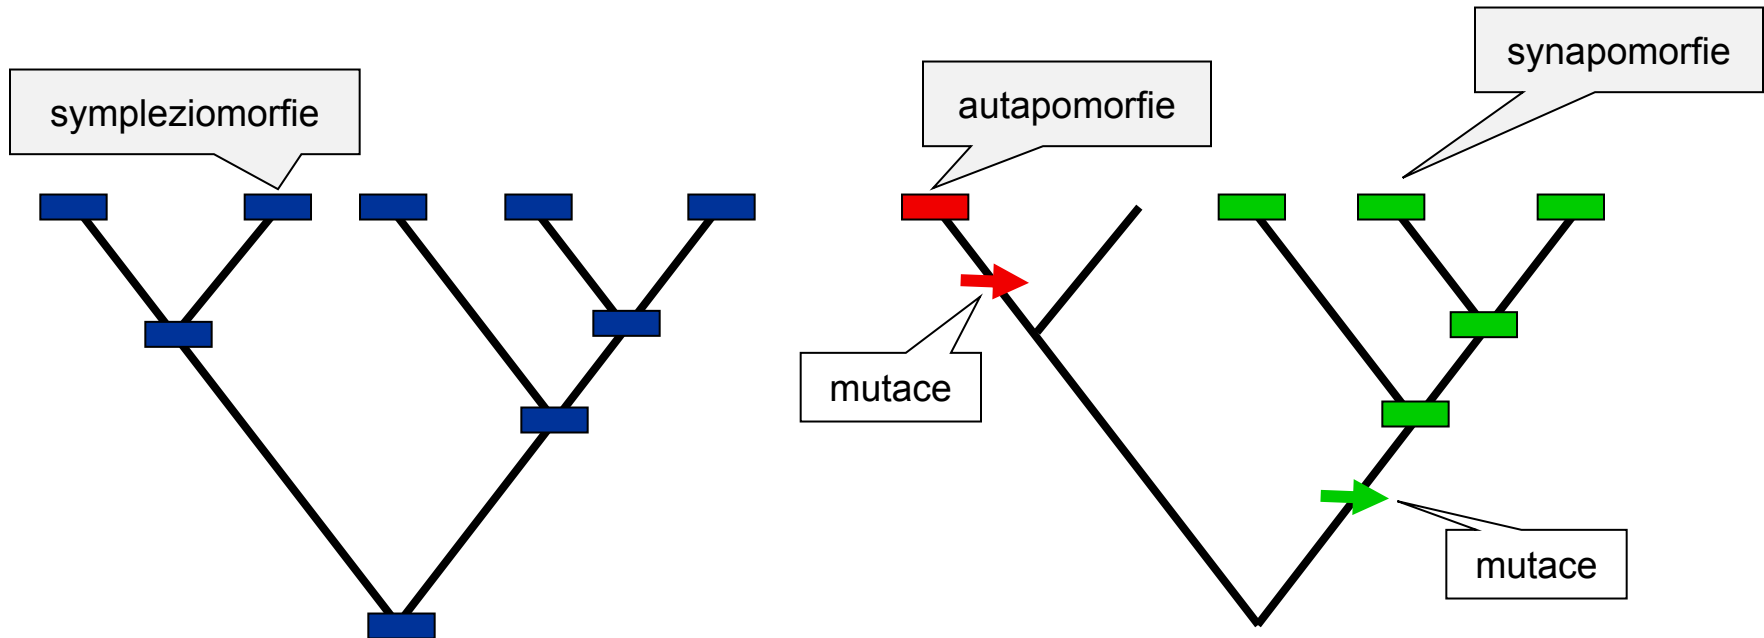 sympleziomorfie
autapomorfie
synapomorfie
mutace
mutace